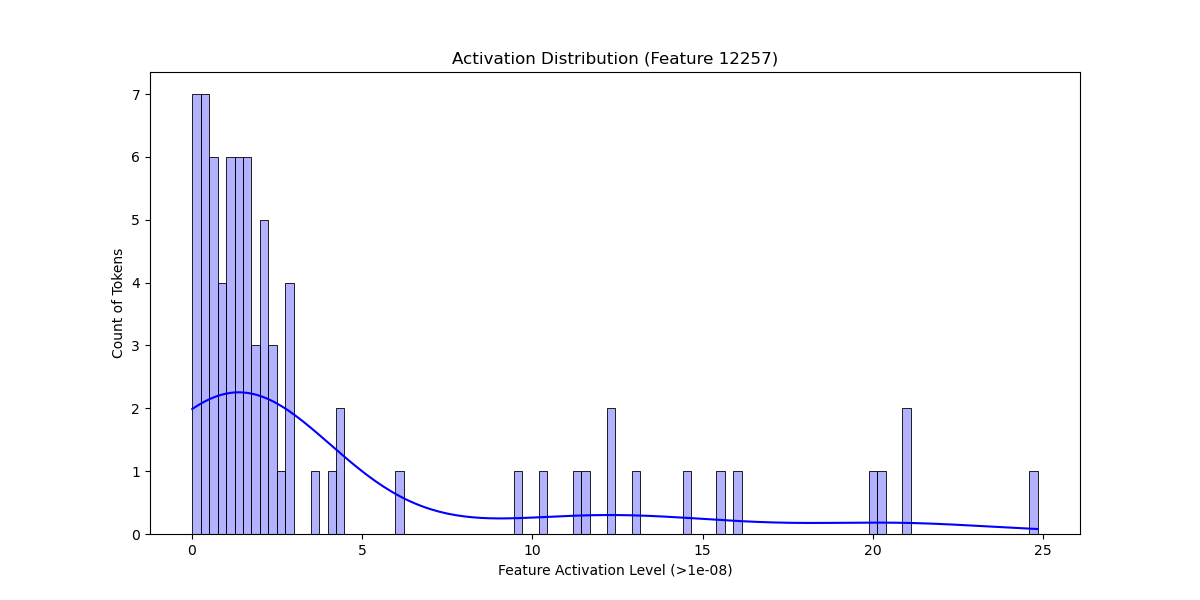 Activation Distribution (Feature 12257)
7
6
5
4
3
2
1
0
Count of Tokens
0 5 10 15 20 25
Feature Activation Level (>1e-08)